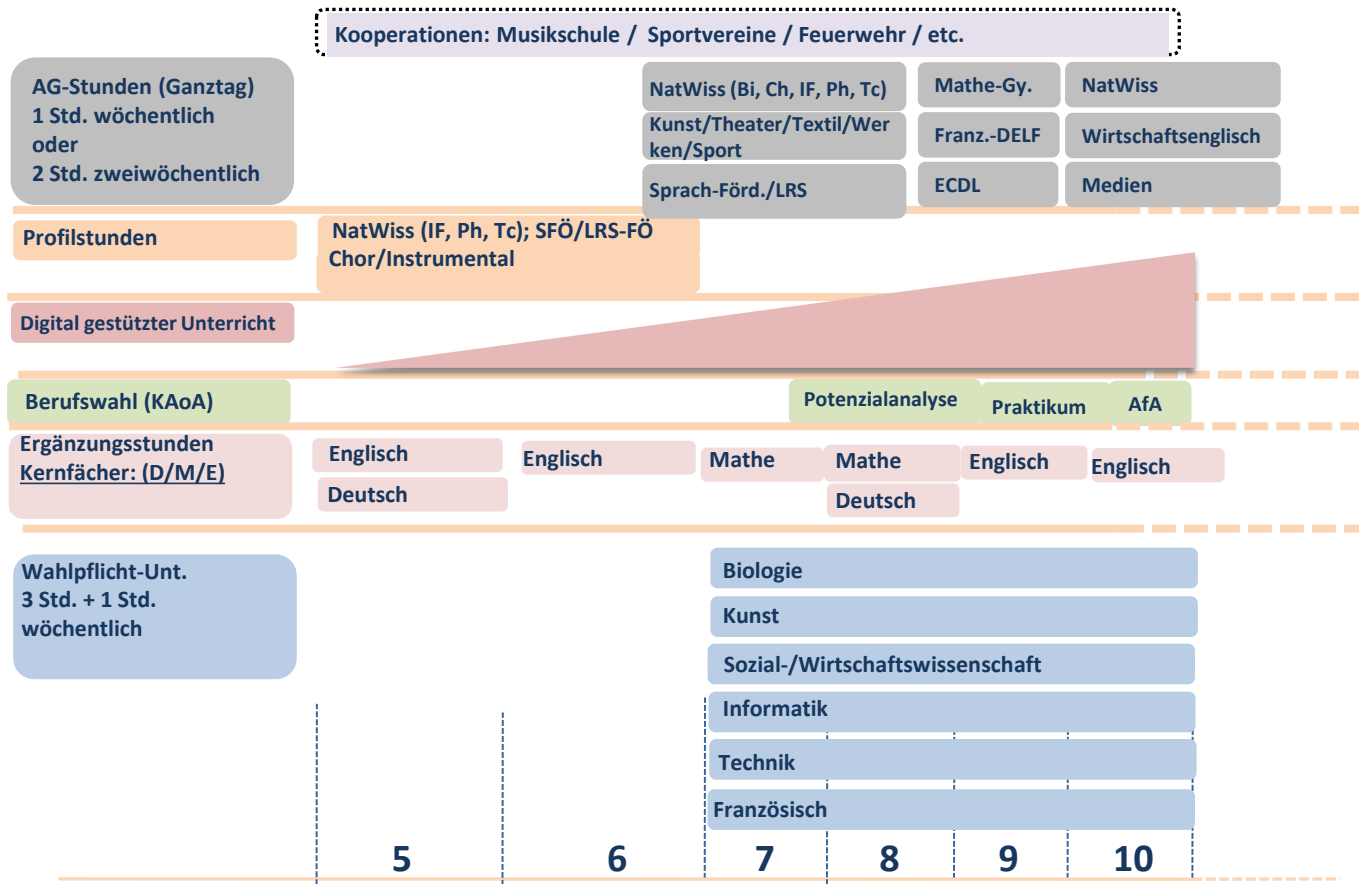 Kooperationen: Musikschule / Sportvereine / Feuerwehr / etc.
AG-Stunden (Ganztag)
1 Std. wöchentlich
oder
2 Std. zweiwöchentlich
NatWiss (Bi, Ch, IF, Ph, Tc)
Kunst/Theater/Textil/Wer
ken/Sport
Sprach-Förd./LRS
Mathe-Gy.
Franz.-DELF
ECDL
NatWiss
Wirtschaftsenglisch
Medien
Profilstunden
NatWiss (IF, Ph, Tc); SFÖ/LRS-FÖ
Chor/Instrumental
Digital gestützter Unterricht
Berufswahl (KAoA)
Potenzialanalyse
Praktikum
AfA
Ergänzungsstunden
Kernfächer: (D/M/E)
Englisch
Deutsch
Englisch
Mathe
Mathe
Deutsch
Englisch
Englisch
Wahlpflicht-Unt.
3 Std. + 1 Std.
wöchentlich
Biologie
Kunst
Sozial-/Wirtschaftswissenschaft
Informatik
Technik
Französisch
5 6 7 8 9 10